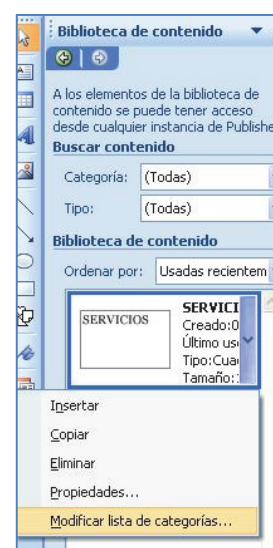 Biblioteca de contenido
A los elementos de la biblioteca de
contenido se puede tener acceso
desde cualquier instancia de Publishe
Buscar contenido
Categoría: (Todas)
Tipo: (Todas)
Biblioteca de contenido
Ordenar por: Usadas recientem
SERVICIOS
SERVICI
Creado:0
Último us
Tipo:Cua
Tamaño:
Insertar
Copiar
Eliminar
Propiedades...
Modificar lista de categorías...